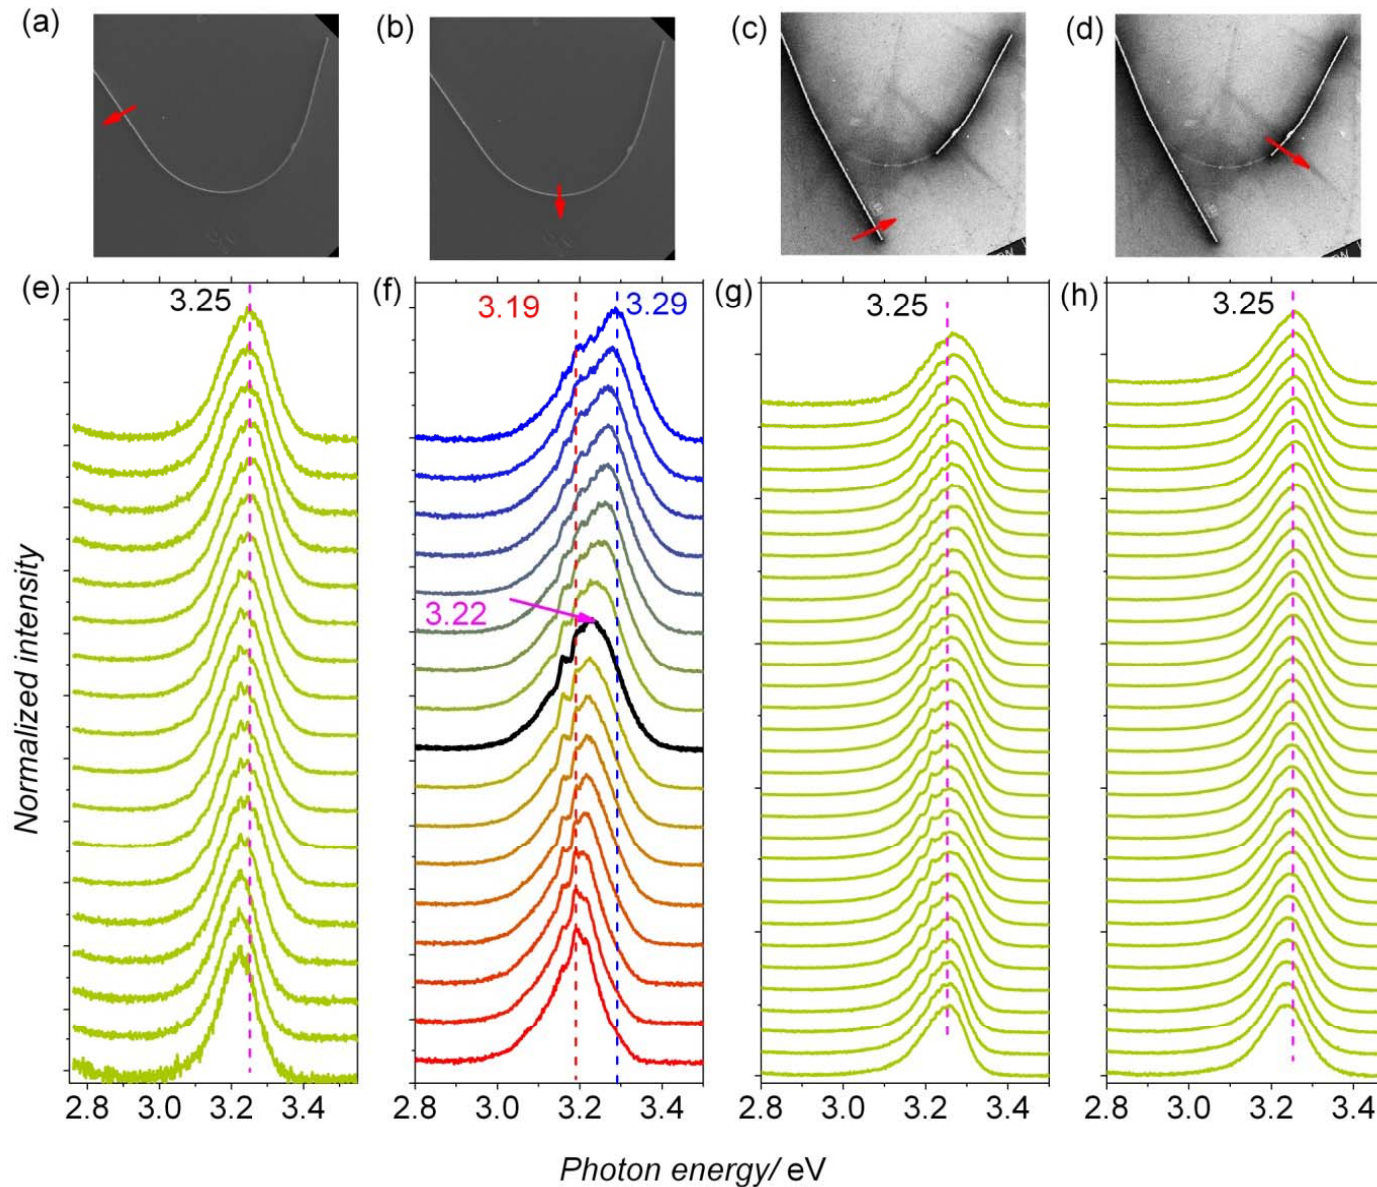 (a) (b) (c) (d)
(e) 3.25 (f) 3.19 3.29 (g) 3.25 (h) 3.25
3.22
Normalized intensity
2.8 3.0 3.2 3.4 2.8 3.0 3.2 3.4 2.8 3.0 3.2 3.4 2.8 3.0 3.2 3.4
Photon energy/ eV